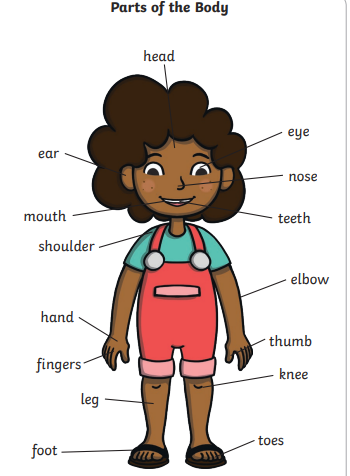 Parts of the Body
head
eye
ear
nose
mouth
teeth
shoulder
elbow
hand
thumb
fingers
knee
leg
toes
foot